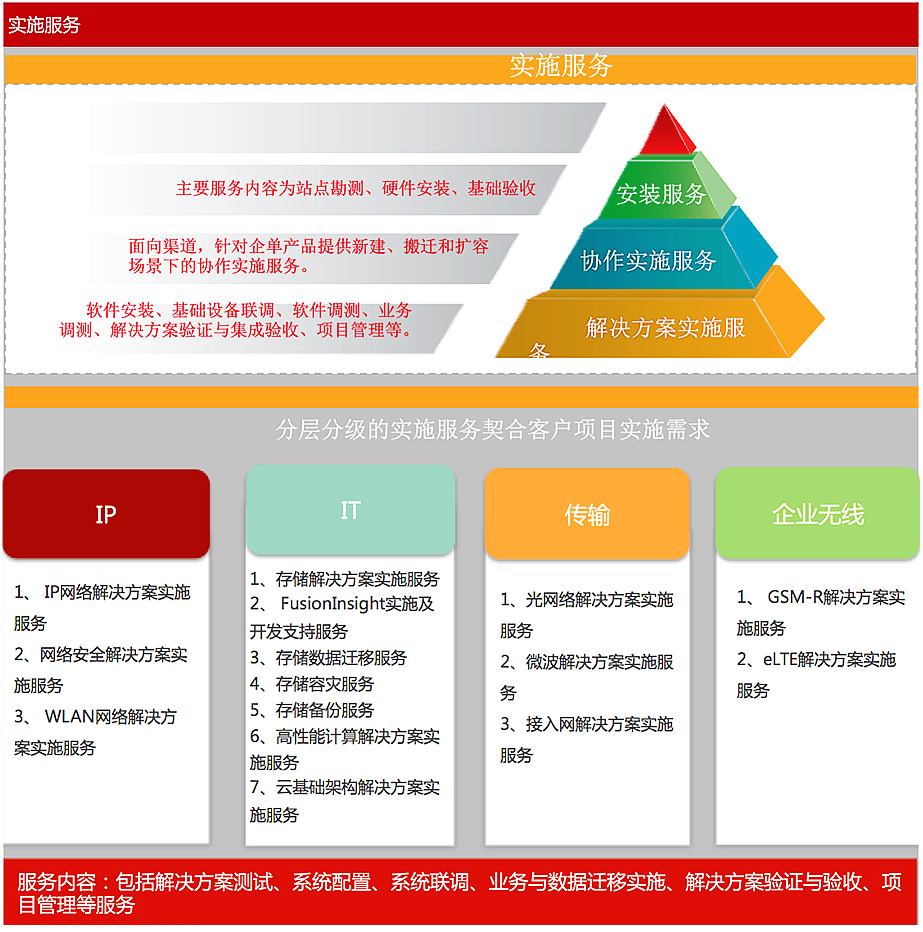 实施服务
实施服务
主要服务内容为站点勘测、硬件安装、基础验收
安装服务
面向渠道，针对企单产品提供新建、搬迁和扩容
场景下的协作实施服务。
协作实施服务
软件安装、基础设备联调、软件调测、业务
调测、解决方案验证与集成验收、项目管理等。
解决方案实施服
务
分层分级的实施服务契合客户项目实施需求
IP
1、 IP网络解决方案实施
服务
2、网络安全解决方案实
施服务
3、 WLAN网络解决方
案实施服务
IT
1、存储解决方案实施服务
2、 FusionInsight实施及
开发支持服务
3、存储数据迁移服务
4、存储容灾服务
5、存储备份服务
6、高性能计算解决方案实
施服务
7、云基础架构解决方案实
施服务
传输
1、光网络解决方案实施
服务
2、微波解决方案实施服
务
3、接入网解决方案实施
服务
企业无线
1、 GSM-R解决方案实
施服务
2、eLTE解决方案实施
服务
服务内容：包括解决方案测试、系统配置、系统联调、业务与数据迁移实施、解决方案验证与验收、项
目管理等服务